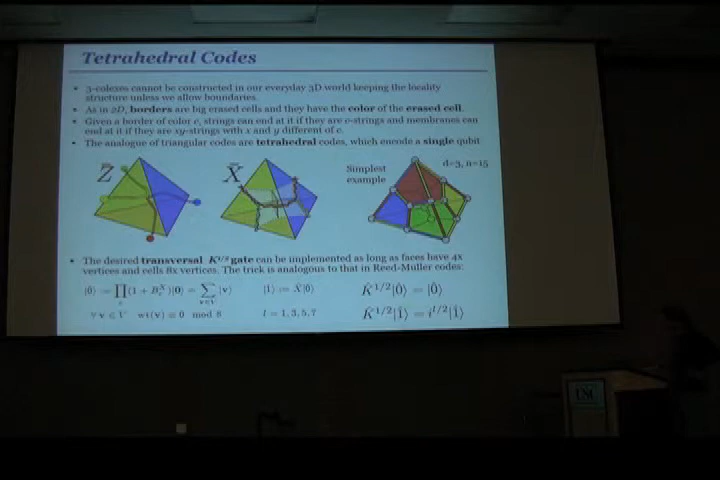 Tetrahedral Codes
3-colexes cannot be constructed in our everyday 3D world keeping the locality
structure unless we allow boundaries.
As in 2D, borders are big erased cells and they have the color of the erased cell.
Given a border of color c, strings can end at it if they are c-strings and membranes can
end at it if they are xy-strings with x and y different of c.
The analogue of triangular codes are tetrahedral codes, which encode a single qubit
Z̄
X̄
Simplest
example
d=3, n=15
The desired transversal K^{1/2} gate can be implemented as long as faces have 4x
vertices and cells 8x vertices. The trick is analogous to that in Reed-Muller codes:
|0̄⟩ := ∏_c (1 + B_c^X)|0⟩ = ∑_{v∈V} |v⟩
|1̄⟩ := X̄|0̄⟩
K̂^{1/2}|0̄⟩ = |0̄⟩
∀ v ∈ V wt(v) ≡ 0 mod 8
l = 1, 3, 5, 7
K̂^{1/2}|1̄⟩ = i^{l/2}|1̄⟩